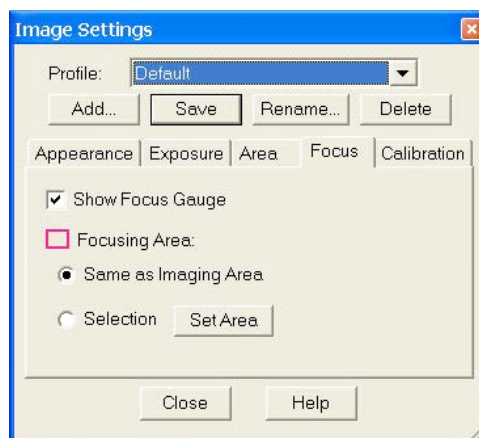 Image Settings
Profile: Default
Add... Save Rename... Delete
Appearance Exposure Area Focus Calibration
Show Focus Gauge
Focusing Area:
Same as Imaging Area
Selection Set Area
Close Help